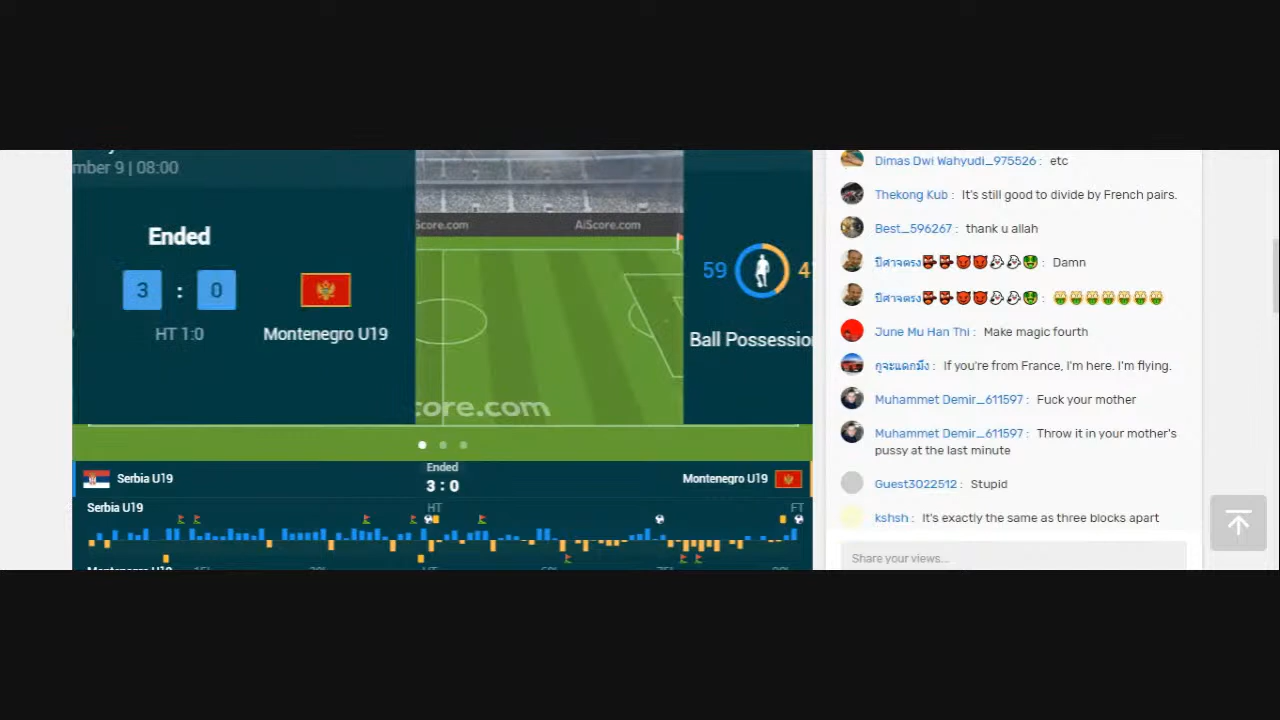 mber 9 | 08:00
Ended
3 : 0
HT 1:0
Montenegro U19
Score.com
AiScore.com
core.com
59
4
Ball Possessio
Ended
Serbia U19
3 : 0
Montenegro U19
Serbia U19
HT
FT
Montenegro U19
Dimas Dwi Wahyudi_975526 : etc
Thekong Kub : It's still good to divide by French pairs.
Best_596267 : thank u allah
ปีศาจตรง👺👺😈😈 : Damn
ปีศาจตรง👺👺😈😈 :
June Mu Han Thi : Make magic fourth
กูจะแดกมึง : If you're from France, I'm here. I'm flying.
Muhammet Demir_611597 : Fuck your mother
Muhammet Demir_611597 : Throw it in your mother's
pussy at the last minute
Guest3022512 : Stupid
kshsh : It's exactly the same as three blocks apart
Share your views...